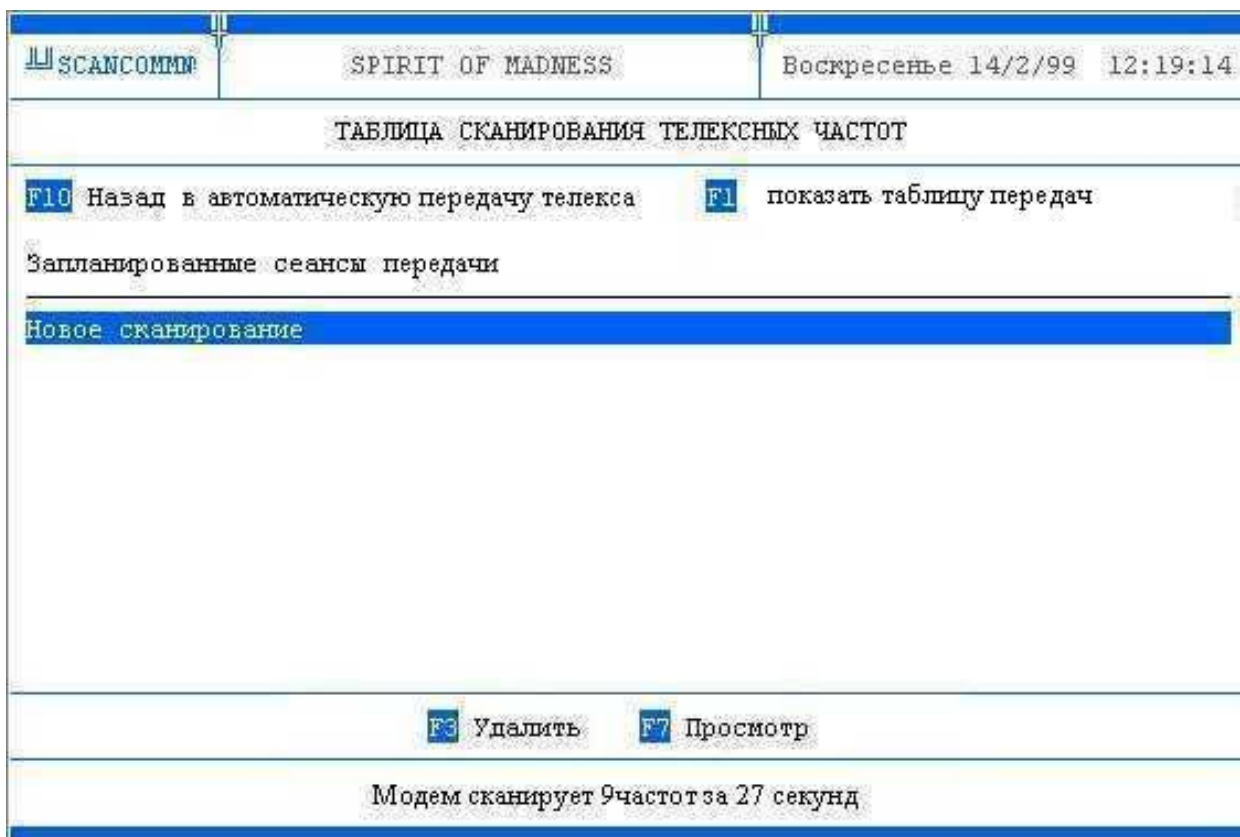 SCANCOMM SPIRIT OF MADNESS Воскресенье 14/2/99 12:19:14
ТАБЛИЦА СКАНИРОВАНИЯ ТЕЛЕКСНЫХ ЧАСТОТ
F10 Назад в автоматическую передачу телекса F1 показать таблицу передач
Запланированные сеансы передачи
Новое сканирование
F3 Удалить F7 Просмотр
Модем сканирует 9частот за 27 секунд